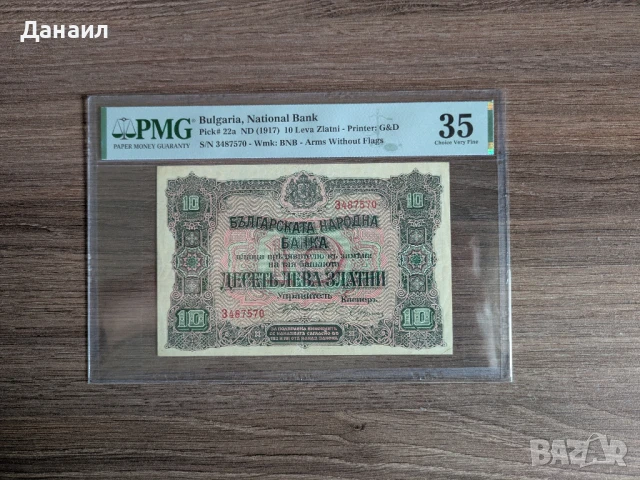 Данаил
PMG
PAPER MONEY GUARANTY
Bulgaria, National Bank
Pick# 22a ND (1917) 10 Leva Zlatni - Printer: G&D
S/N 3487570 - Wmk: BNB - Arms Without Flags
35
Choice Very Fine
10 10
3487570
БЪЛГАРСКАТА НАРОДНА
БАНКА
ДЕСЕТЬ ЛЕВА ЗЛАТНИ
Управитель Касиеръ
3487570
10 10
BAZAR